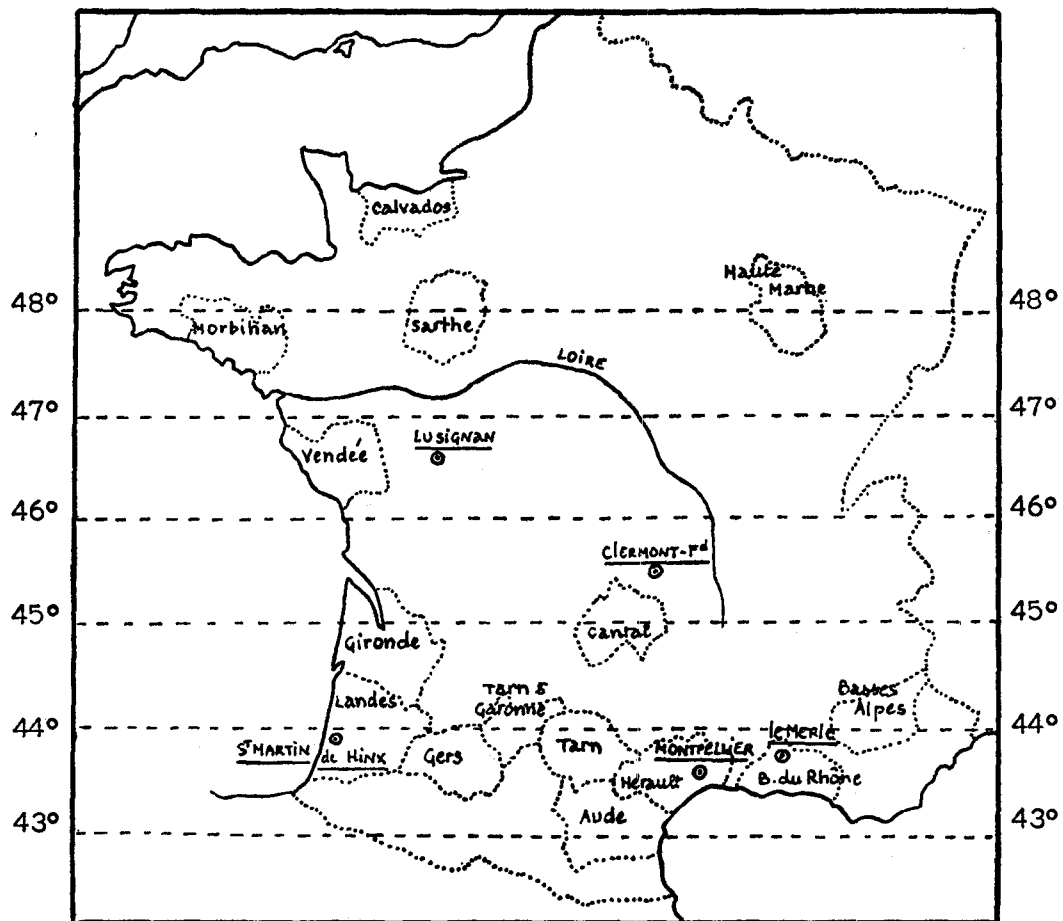 Calvados
Haute
Marne
48°
48°
Morbihan
Sarthe
LOIRE
47°
47°
LUSIGNAN
Vendéé
46°
46°
CLERMONT-Fd
45°
45°
Gironde
Cantal
Landes
Tarn &
Garonne
Basses
Alpes
44°
44°
St MARTIN
de HINX
Gers
Tarn
MONTPELLIER
le MERLE
Hérault
B. du Rhône
Aude
43°
43°